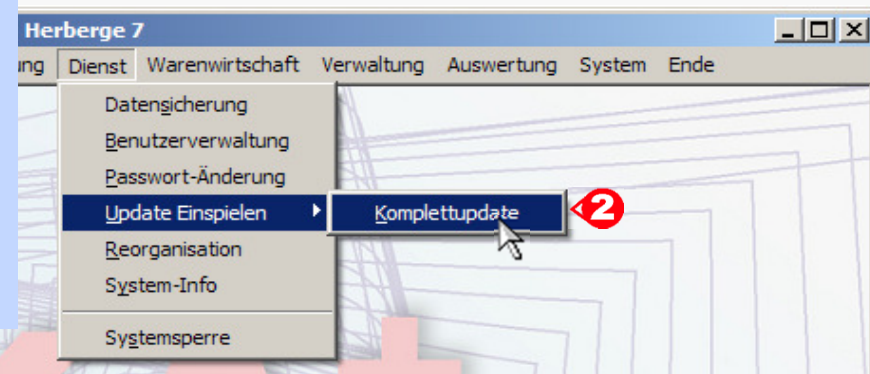 Herberge 7
ung Dienst Warenwirtschaft Verwaltung Auswertung System Ende
Datensicherung
Benutzerverwaltung
Passwort-Änderung
Update Einspielen Komplettupdate 2
Reorganisation
System-Info
Systemsperre